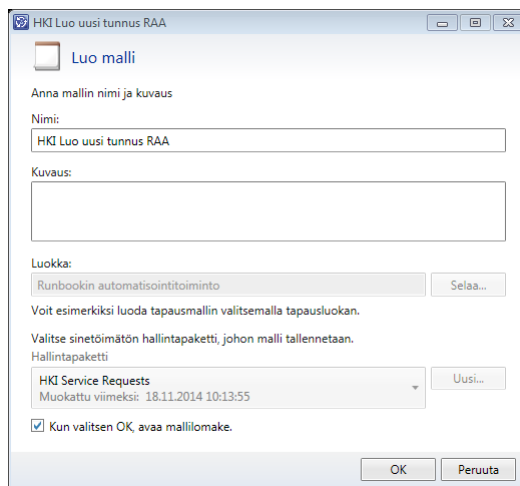 HKI Luo uusi tunnus RAA
Luo malli
Anna mallin nimi ja kuvaus
Nimi:
HKI Luo uusi tunnus RAA
Kuvaus:
Luokka:
Runbookin automatisointitoiminto
Selaa...
Voit esimerkiksi luoda tapausmallin valitsemalla tapausluokan.
Valitse sinetöimätön hallintapaketti, johon malli tallennetaan.
Hallintapaketti
HKI Service Requests
Muokattu viimeksi: 18.11.2014 10:13:55
Uusi...
Kun valitsen OK, avaa mallilomake.
OK
Peruuta